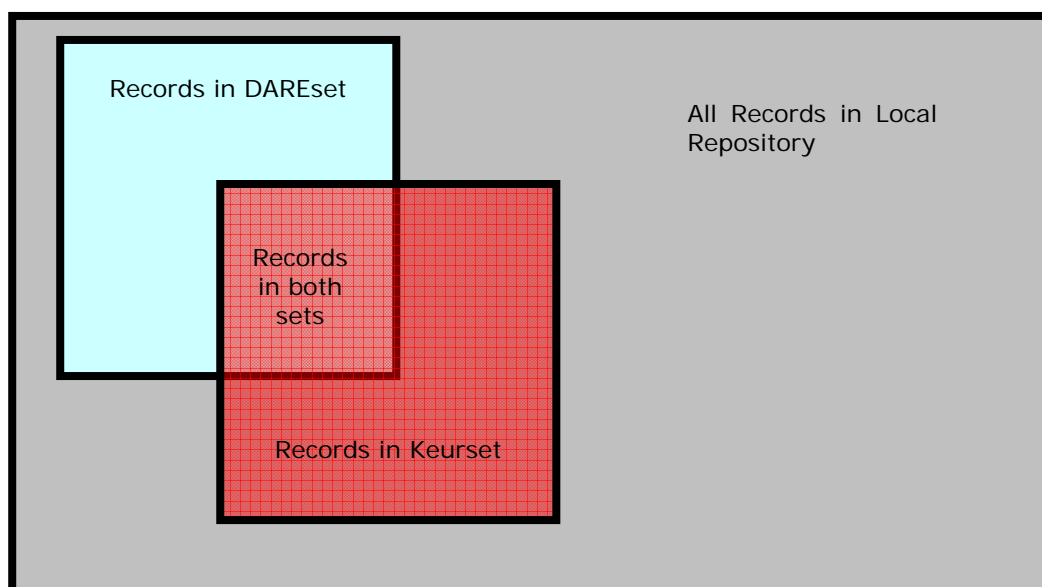 Records in DAREset
All Records in Local
Repository
Records
in both
sets
Records in Keurset